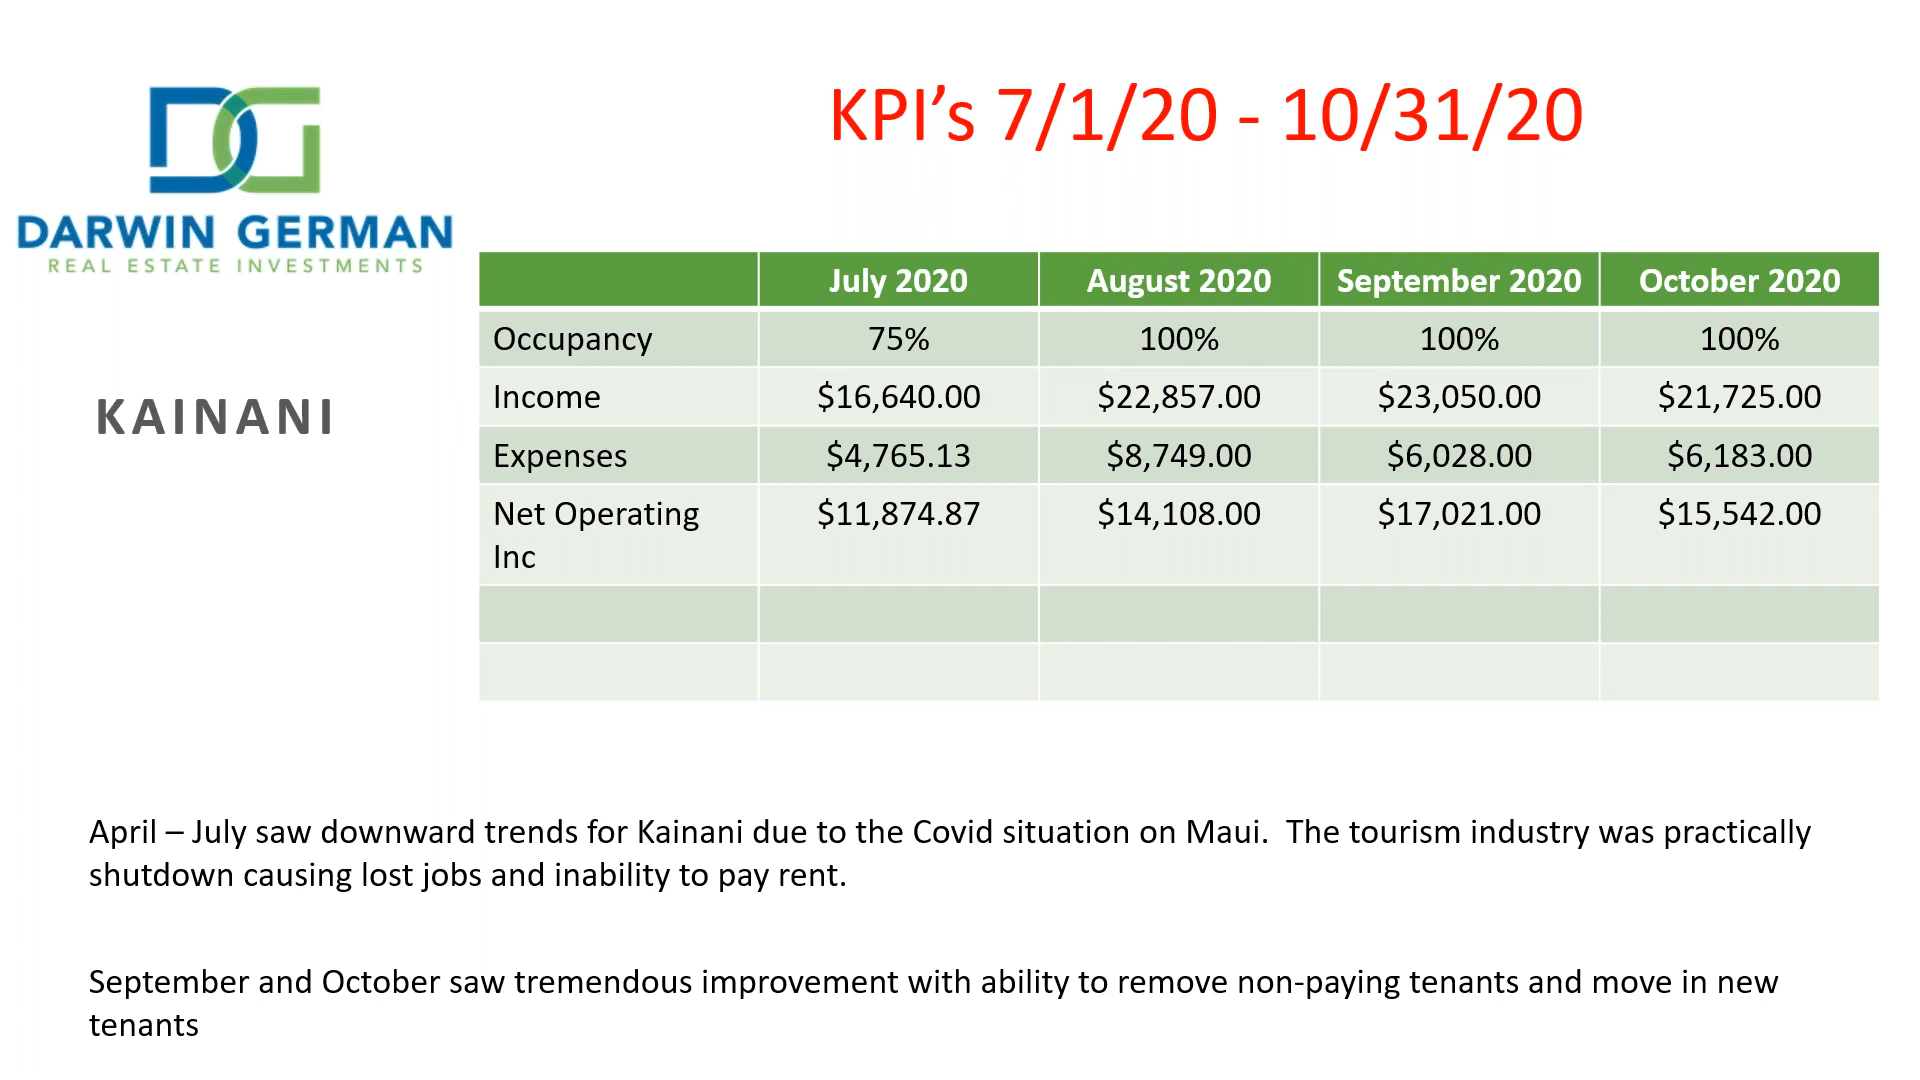 DG
DARWIN GERMAN
REAL ESTATE INVESTMENTS
KPI’s 7/1/20 - 10/31/20
KAINANI
July 2020 August 2020 September 2020 October 2020
Occupancy 75% 100% 100% 100%
Income $16,640.00 $22,857.00 $23,050.00 $21,725.00
Expenses $4,765.13 $8,749.00 $6,028.00 $6,183.00
Net Operating $11,874.87 $14,108.00 $17,021.00 $15,542.00
Inc
April – July saw downward trends for Kainani due to the Covid situation on Maui.  The tourism industry was practically
shutdown causing lost jobs and inability to pay rent.
September and October saw tremendous improvement with ability to remove non-paying tenants and move in new
tenants